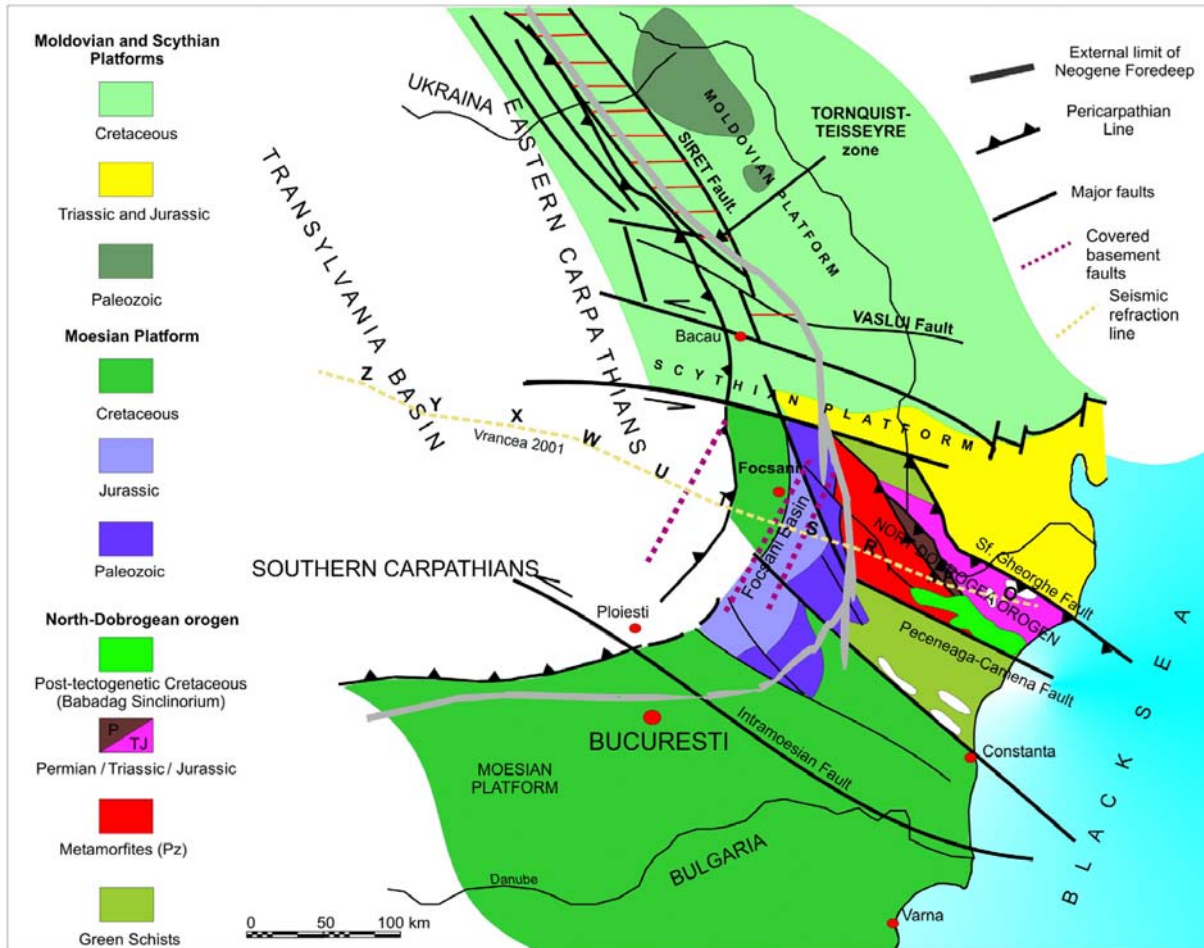 Moldovian and Scythian
Platforms
Cretaceous
Triassic and Jurassic
Paleozoic
Moesian Platform
Cretaceous
Jurassic
Paleozoic
North-Dobrogean orogen
Post-tectogenetic Cretaceous
(Babadag Sinclinorium)
P
TJ
Permian / Triassic / Jurassic
Metamorfites (Pz)
Green Schists
External limit of
Neogene Foredeep
Pericarpathian
Line
Major faults
Covered
basement
faults
Seismic
refraction
line
UKRAINA
EASTERN CARPATHIANS
TRANSYLVANIA BASIN
SIRET Fault.
MOLDOVIAN PLATFORM
TORNQUIST-
TEISSEYRE
zone
VASLUI Fault
Bacau
SCYTHIAN PLATFORM
Z
Y
X
W
U
T
S
R
O
Vrancea 2001
Focsani
Focsani Basin
NORT DOBROGEA OROGEN
Sf. Gheorghe Fault
Peceneaga-Camena Fault
SOUTHERN CARPATHIANS
Ploiesti
BUCURESTI
Intramoesian Fault
Constanta
MOESIAN
PLATFORM
BULGARIA
Danube
Varna
BLACK SEA
0 50 100 km